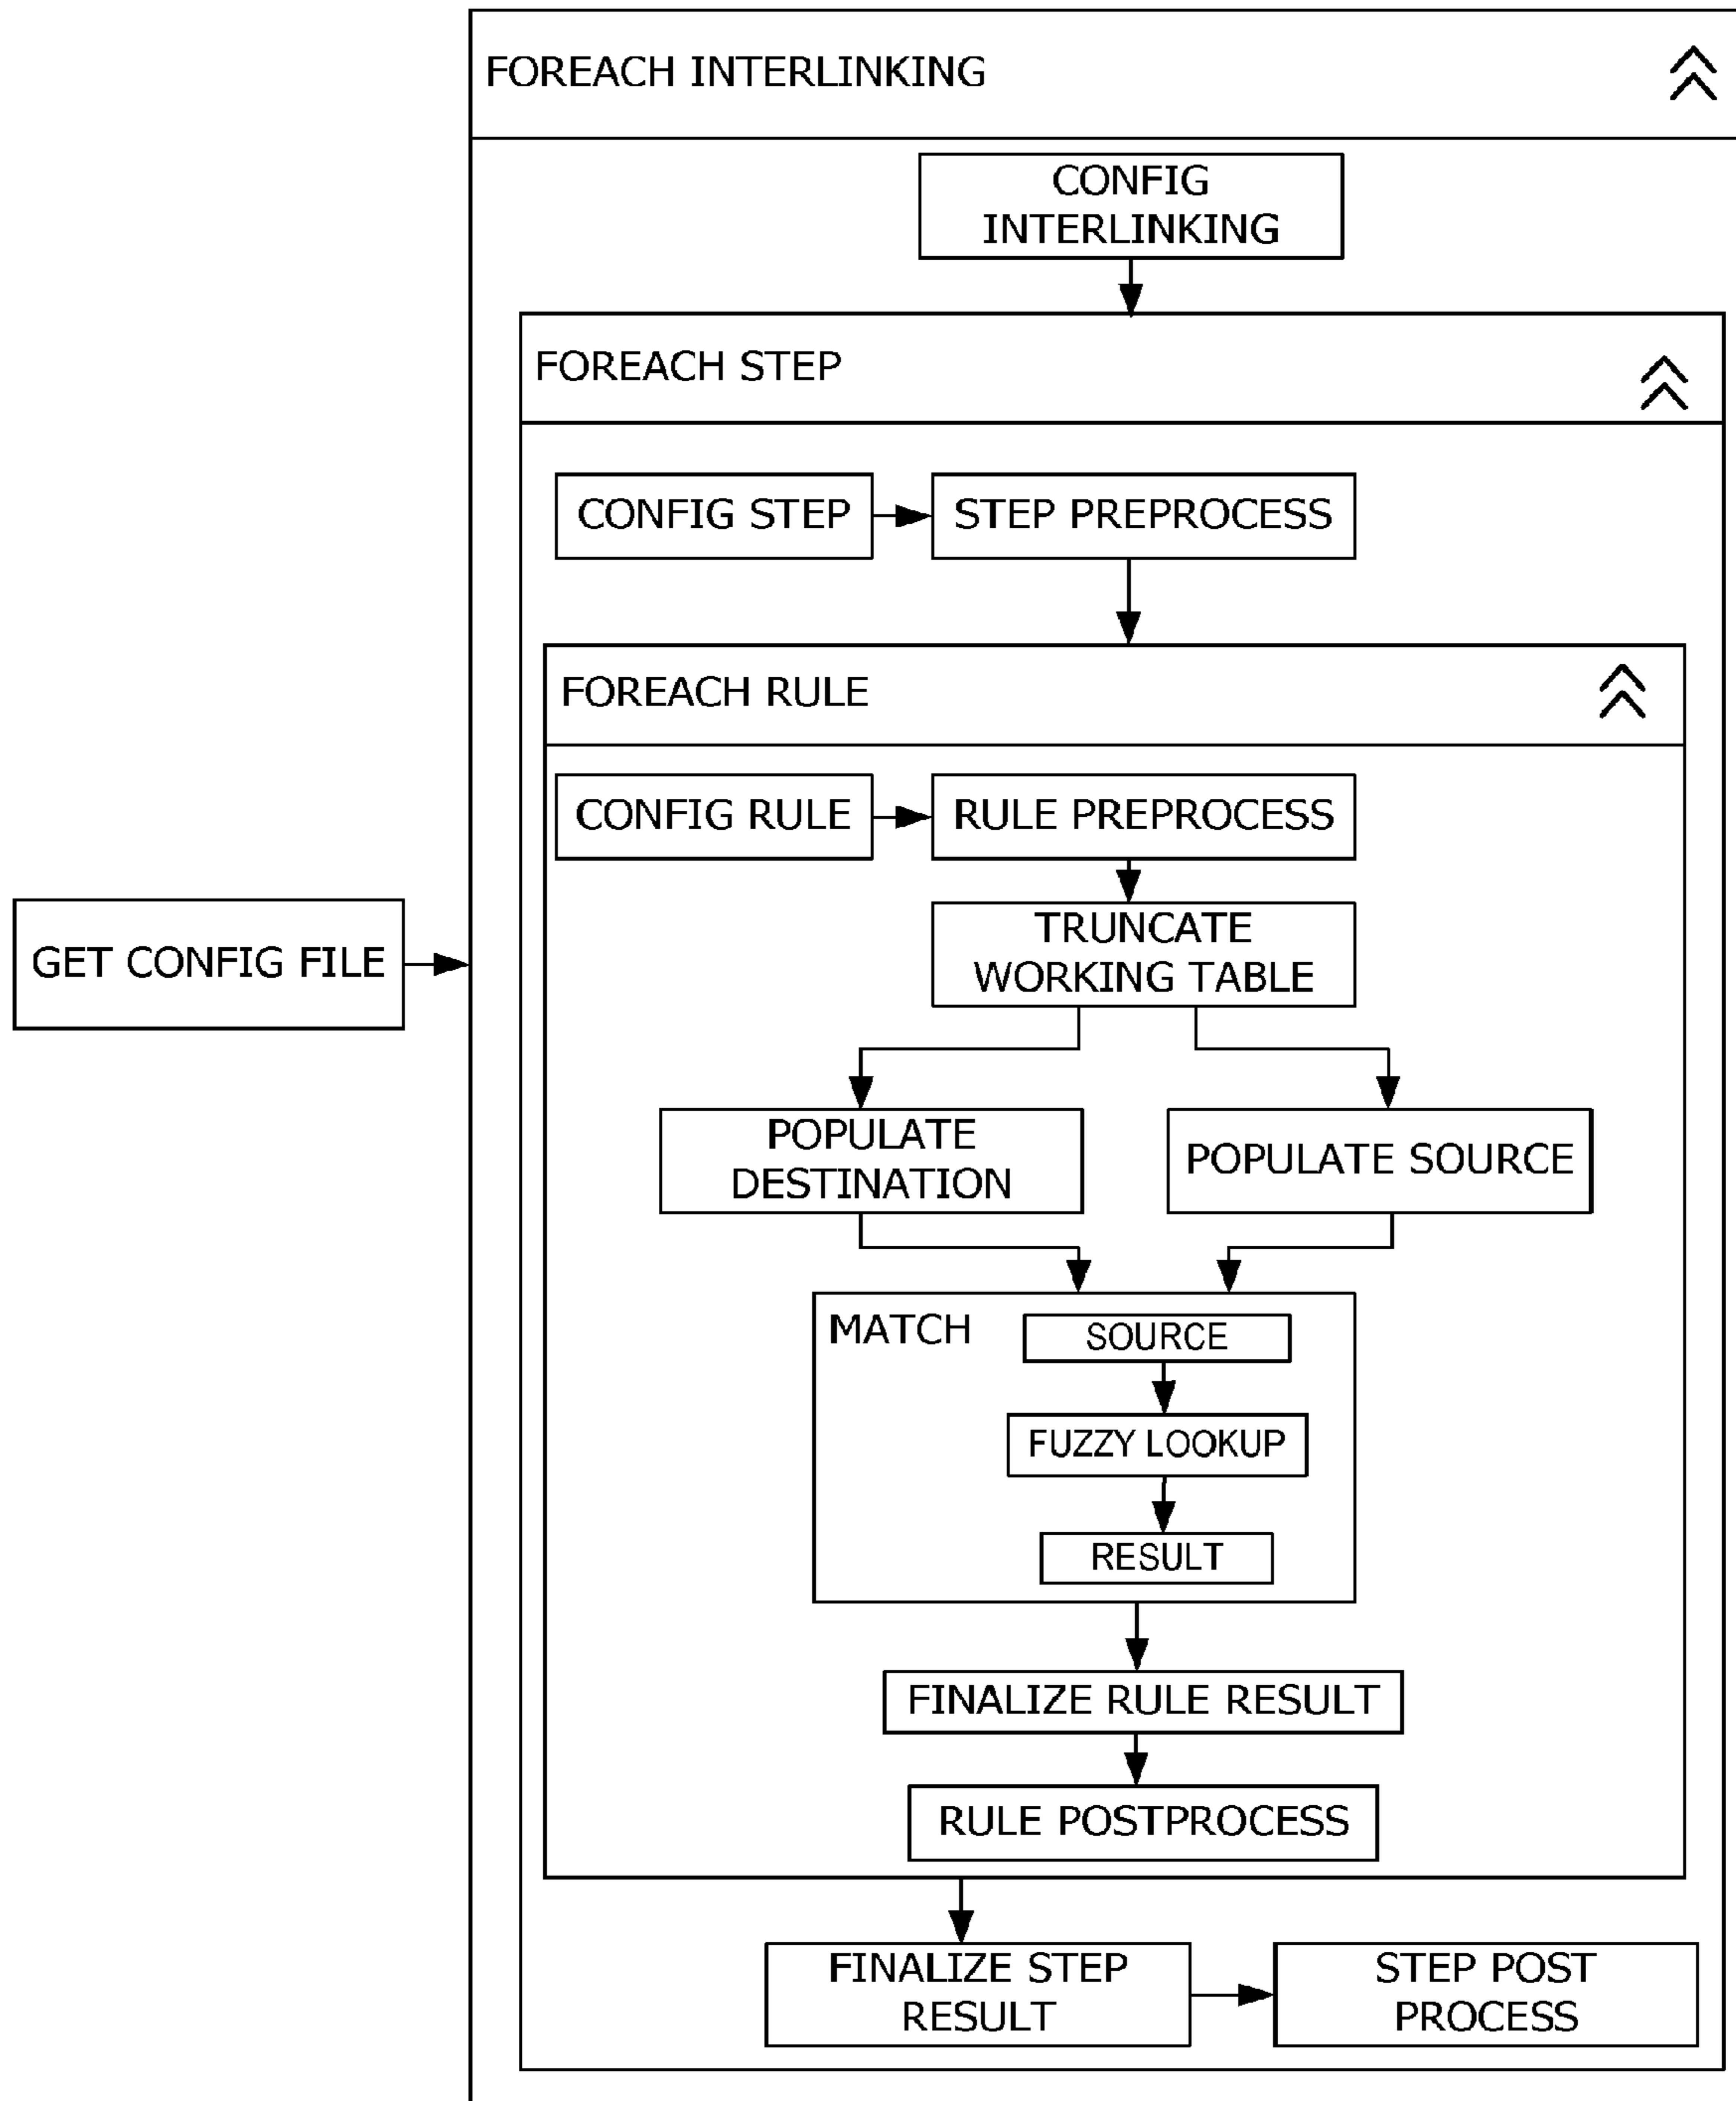 FOREACH INTERLINKING
CONFIG
INTERLINKING
FOREACH STEP
CONFIG STEP
STEP PREPROCESS
FOREACH RULE
CONFIG RULE
RULE PREPROCESS
GET CONFIG FILE
TRUNCATE
WORKING TABLE
POPULATE
DESTINATION
POPULATE SOURCE
MATCH
SOURCE
FUZZY LOOKUP
RESULT
FINALIZE RULE RESULT
RULE POSTPROCESS
FINALIZE STEP
RESULT
STEP POST
PROCESS